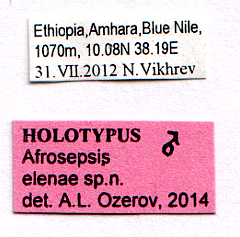 Ethiopia,Amhara,Blue Nile,
1070m, 10.08N 38.19E
31.VII.2012 N.Vikhrev
HOLOTYPUS ♂
Afrosepsis
elenae sp.n.
det. A.L. Ozerov, 2014